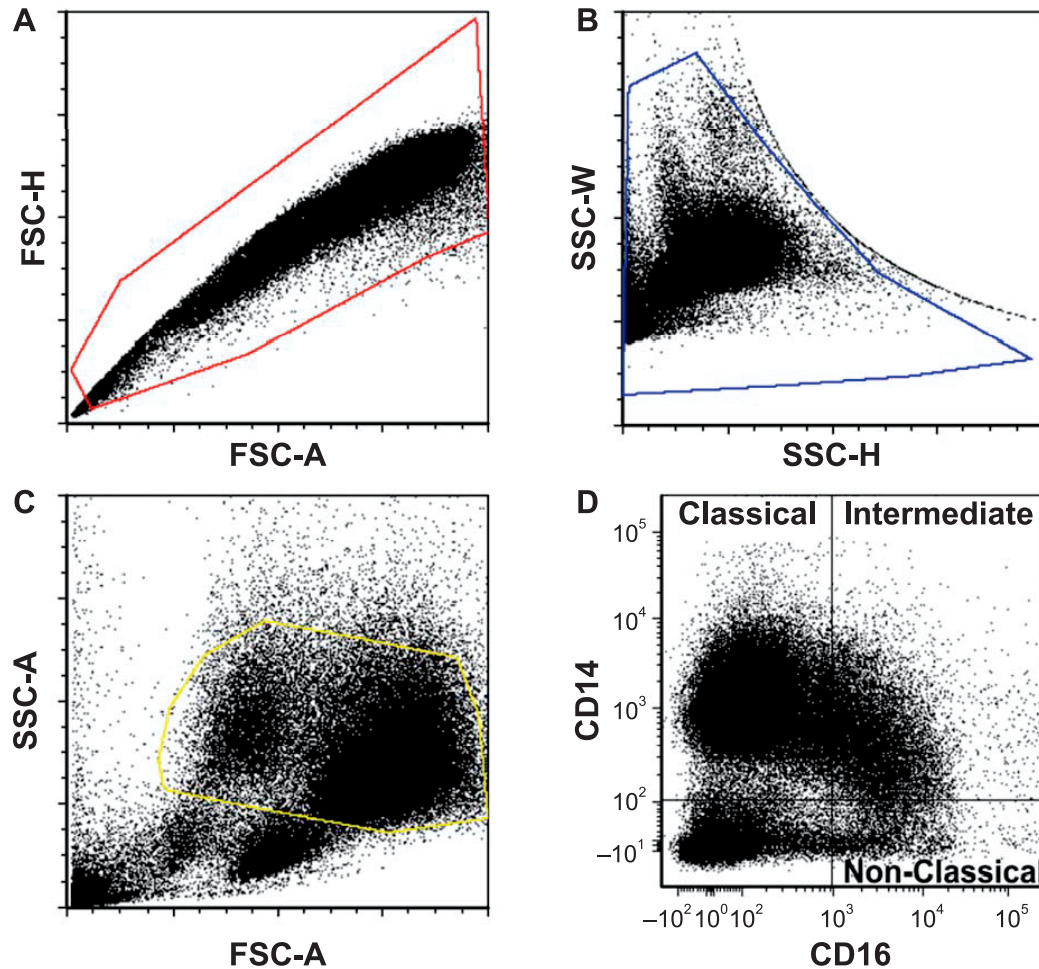 A
FSC-H
FSC-A
B
SSC-W
SSC-H
C
SSC-A
FSC-A
D
Classical
Intermediate
10⁵
10⁴
10³
10²
–10¹
CD14
Non-Classical
–10² 10⁰ 10² 10³ 10⁴ 10⁵
CD16